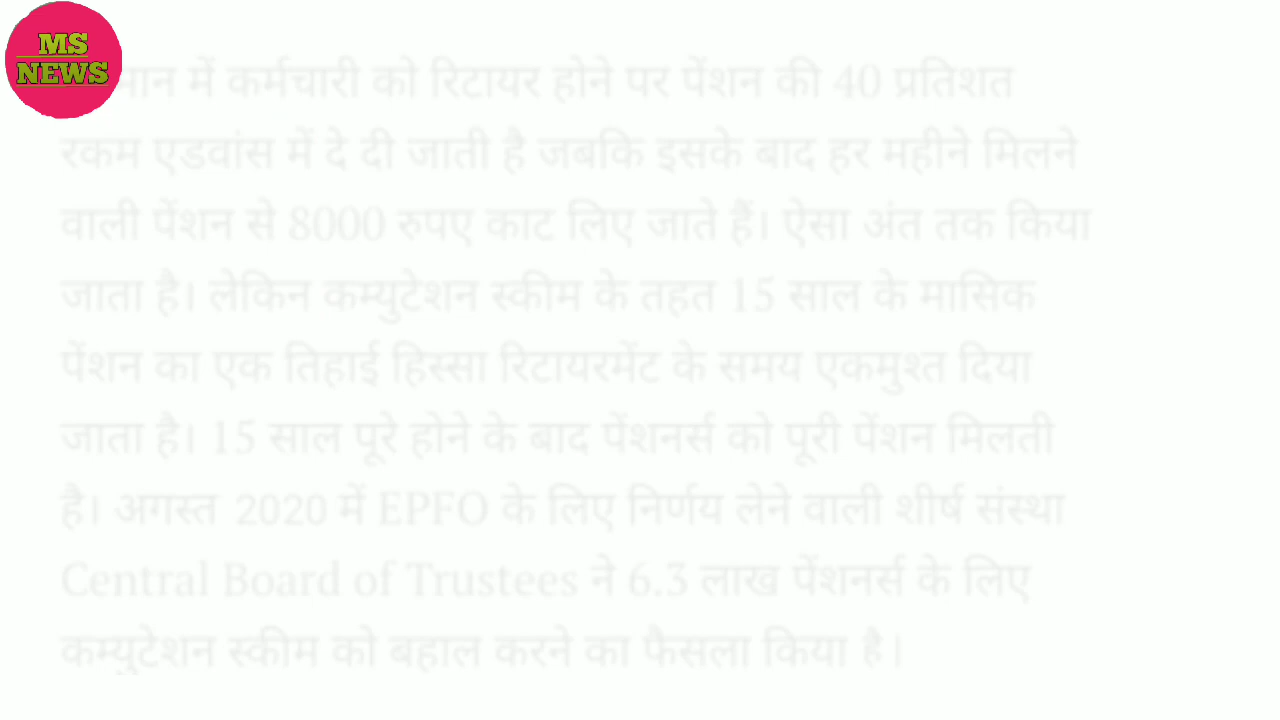 MS
NEWS
में कर्मचारी को रिटायर होने पर पेंशन की 40 प्रतिशत
रकम एडवांस में दे दी जाती है जबकि इसके बाद हर महीने मिलने
वाली पेंशन से 8000 रुपए काट लिए जाते हैं। ऐसा अंत तक किया
जाता है। लेकिन कम्युटेशन स्कीम के तहत 15 साल के मासिक
पेंशन का एक तिहाई हिस्सा रिटायरमेंट के समय एकमुश्त दिया
जाता है। 15 साल पूरे होने के बाद पेंशनर्स को पूरी पेंशन मिलती
है। अगस्त 2020 में EPFO के लिए निर्णय लेने वाली शीर्ष संस्था
Central Board of Trustees ने 6.3 लाख पेंशनर्स के लिए
कम्युटेशन स्कीम को बहाल करने का फैसला किया है।